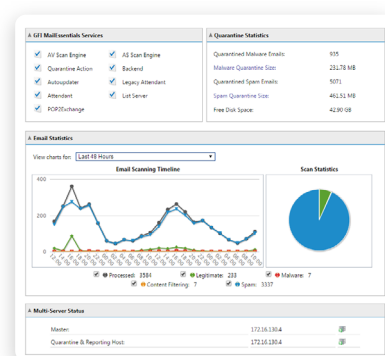 GFI MailEssentials Services
AV Scan Engine
AS Scan Engine
Quarantine Action
Backend
Autoupdater
Legacy Attendant
Attendant
List Server
POP2Exchange
Quarantine Statistics
Quarantined Malware Emails: 935
Malware Quarantine Size: 231.78 MB
Quarantined Spam Emails: 5071
Spam Quarantine Size: 461.51 MB
Free Disk Space: 42.90 GB
Email Statistics
View charts for: Last 48 Hours
Email Scanning Timeline
400
200
0
Processed: 3584
Legitimate: 233
Malware: 7
Content Filtering: 7
Spam: 3337
Scan Statistics
Multi-Server Status
Master: 172.16.130.4
Quarantine & Reporting Host: 172.16.130.4